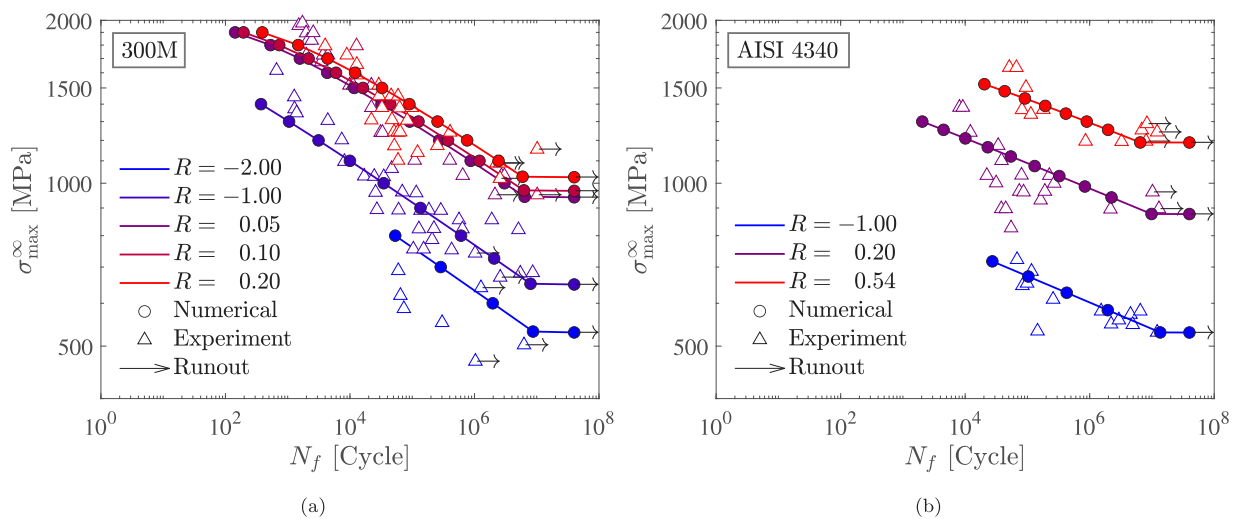 2000
1500
1000
500
σ∞max [MPa]
300M
R = −2.00
R = −1.00
R = 0.05
R = 0.10
R = 0.20
Numerical
Experiment
Runout
10^0 10^2 10^4 10^6 10^8
N_f [Cycle]
(a)
2000
1500
1000
500
σ∞max [MPa]
AISI 4340
R = −1.00
R = 0.20
R = 0.54
Numerical
Experiment
Runout
10^0 10^2 10^4 10^6 10^8
N_f [Cycle]
(b)